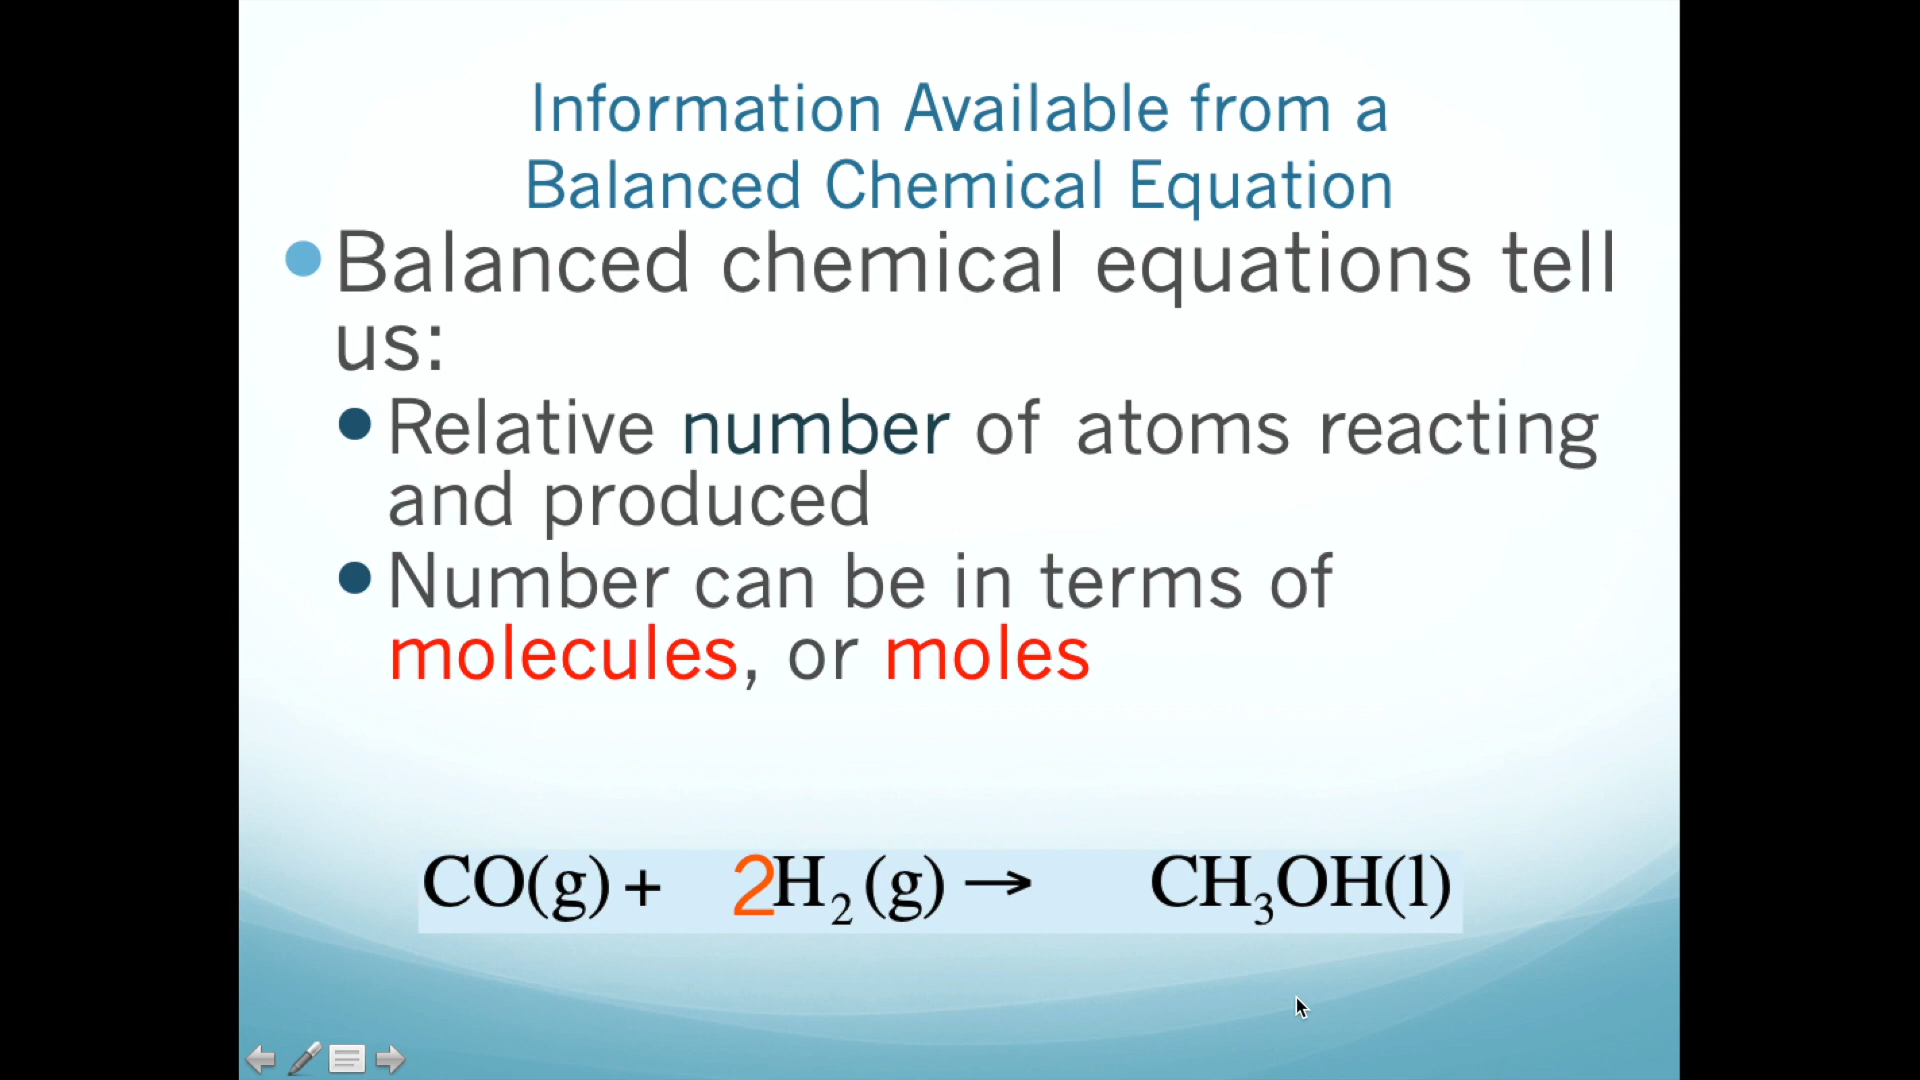 Information Available from a
Balanced Chemical Equation
Balanced chemical equations tell
us:
Relative number of atoms reacting
and produced
Number can be in terms of
molecules, or moles
CO(g) + 2H₂(g) → CH₃OH(l)